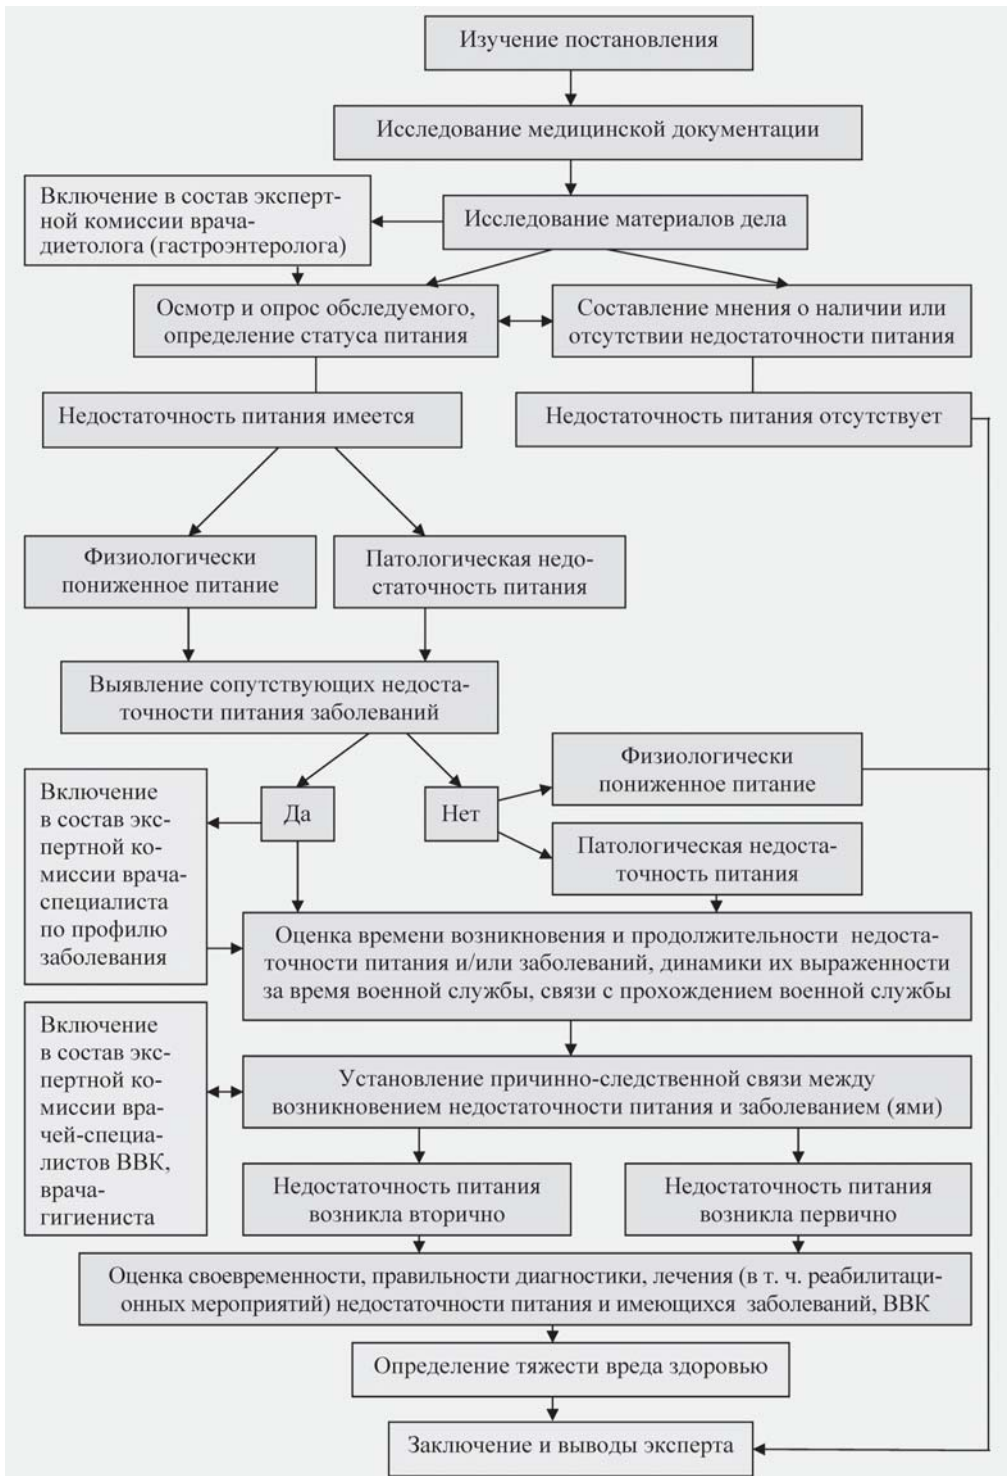 Изучение постановления
Исследование медицинской документации
Включение в состав эксперт-
ной комиссии врача-
диетолога (гастроэнтеролога)
Исследование материалов дела
Осмотр и опрос обследуемого,
определение статуса питания
Составление мнения о наличии или
отсутствии недостаточности питания
Недостаточность питания имеется
Недостаточность питания отсутствует
Физиологически
пониженное питание
Патологическая недо-
статочность питания
Выявление сопутствующих недоста-
точности питания заболеваний
Физиологически
пониженное питание
Включение
в состав экс-
пертной ко-
миссии врача-
специалиста
по профилю
заболевания
Да
Нет
Патологическая недоста-
точность питания
Оценка времени возникновения и продолжительности недоста-
точности питания и/или заболеваний, динамики их выраженности
за время военной службы, связи с прохождением военной службы
Включение
в состав экс-
пертной ко-
миссии вра-
чей-специа-
листов ВВК,
врача-
гигиениста
Установление причинно-следственной связи между
возникновением недостаточности питания и заболеванием (ями)
Недостаточность питания
возникла вторично
Недостаточность питания
возникла первично
Оценка своевременности, правильности диагностики, лечения (в т. ч. реабилитаци-
онных мероприятий) недостаточности питания и имеющихся заболеваний, ВВК
Определение тяжести вреда здоровью
Заключение и выводы эксперта